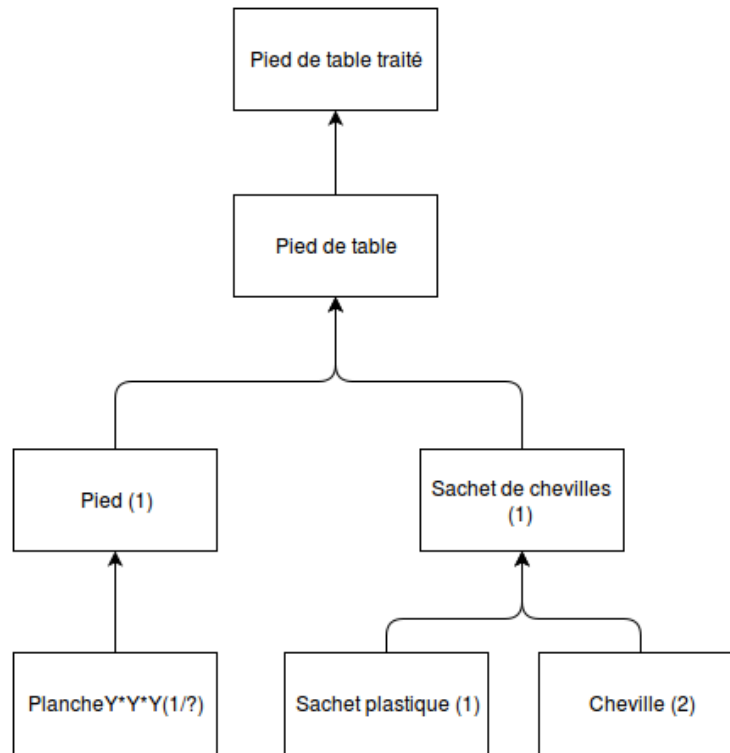 Pied de table traité
Pied de table
Pied (1)
Sachet de chevilles
(1)
PlancheY*Y*Y(1/?)
Sachet plastique (1)
Cheville (2)